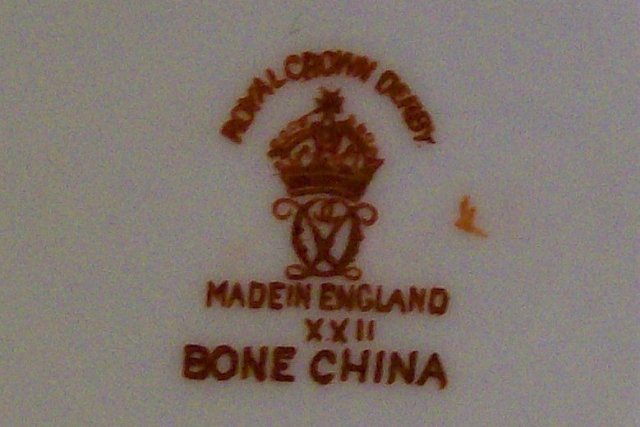 ROYAL CROWN DERBY
MADE IN ENGLAND
XXII
BONE CHINA